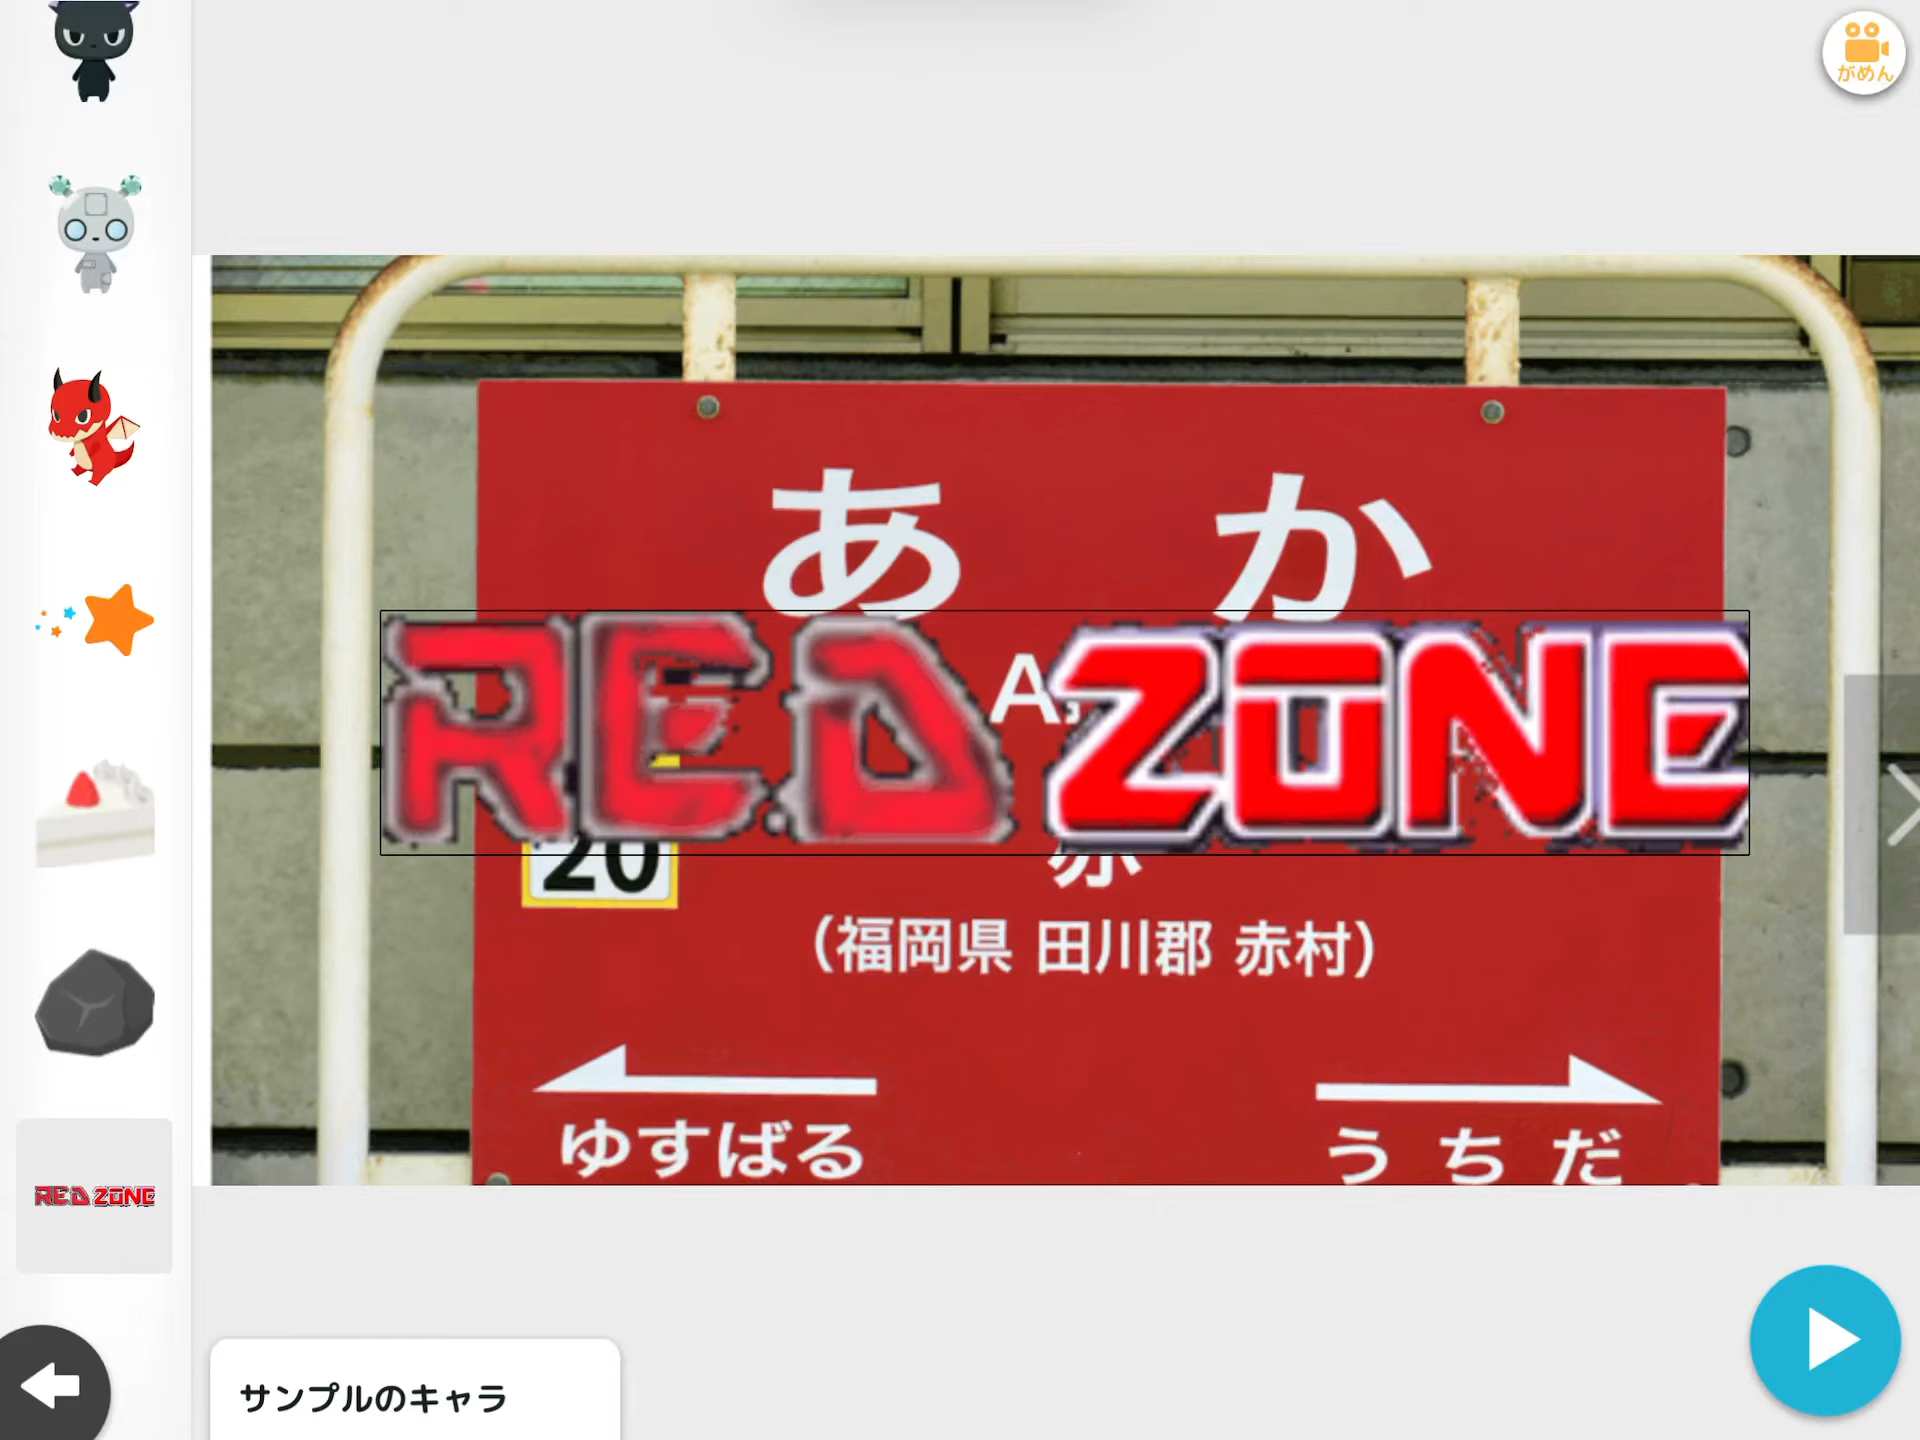 がめん
あ か
A
RED ZONE
20
赤
(福岡県 田川郡 赤村)
ゆすばる
うちだ
RED ZONE
サンプルのキャラ